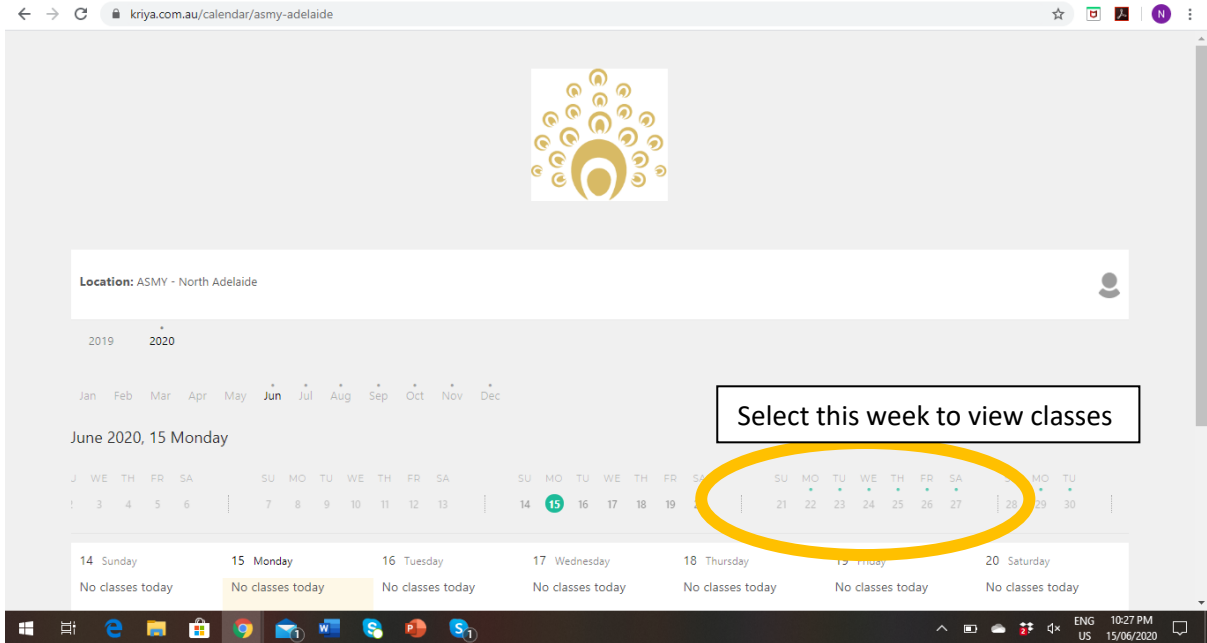 kriya.com.au/calendar/asmy-adelaide
N
Location: ASMY - North Adelaide
2019 2020
Jan Feb Mar Apr May Jun Jul Aug Sep Oct Nov Dec
Select this week to view classes
June 2020, 15 Monday
WE TH FR SA SU MO TU WE TH FR SA SU MO TU WE TH FR SA SU MO TU WE TH FR SA MO TU
3 4 5 6 7 8 9 10 11 12 13 14 15 16 17 18 19 21 22 23 24 25 26 27 28 29 30
14 Sunday 15 Monday 16 Tuesday 17 Wednesday 18 Thursday 19 Friday 20 Saturday
No classes today No classes today No classes today No classes today No classes today No classes today No classes today
ENG 10:27 PM
US 15/06/2020